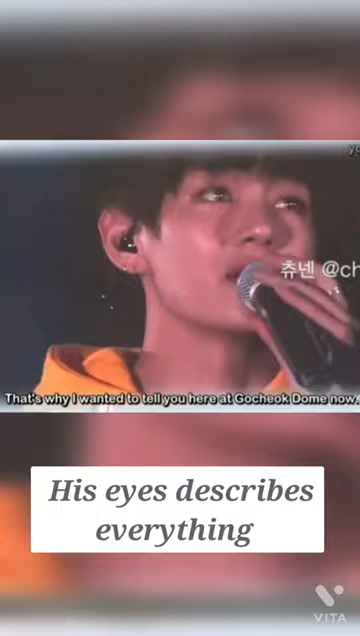 yo
츄넨 @ch
That's why I wanted to tell you here at Gocheok Dome now.
His eyes describes
everything
VITA